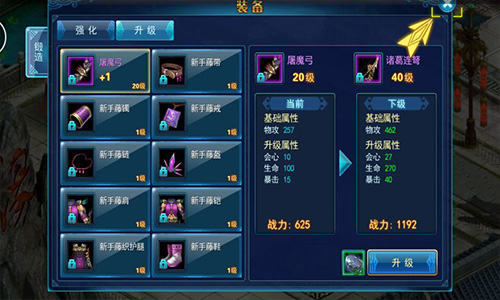 装备
强化
升级
锻造
屠魔弓
+1
20级
新手藤带
1级
新手藤镯
1级
新手藤戒
1级
新手藤链
1级
新手藤盔
1级
新手藤肩
1级
新手藤铠
1级
新手藤织护腿
1级
新手藤鞋
1级
屠魔弓
20级
诸葛连弩
40级
当前
基础属性
物攻 257
升级属性
会心 10
生命 100
暴击 15
战力: 625
下级
基础属性
物攻 462
升级属性
会心 27
生命 270
暴击 40
战力: 1192
升级